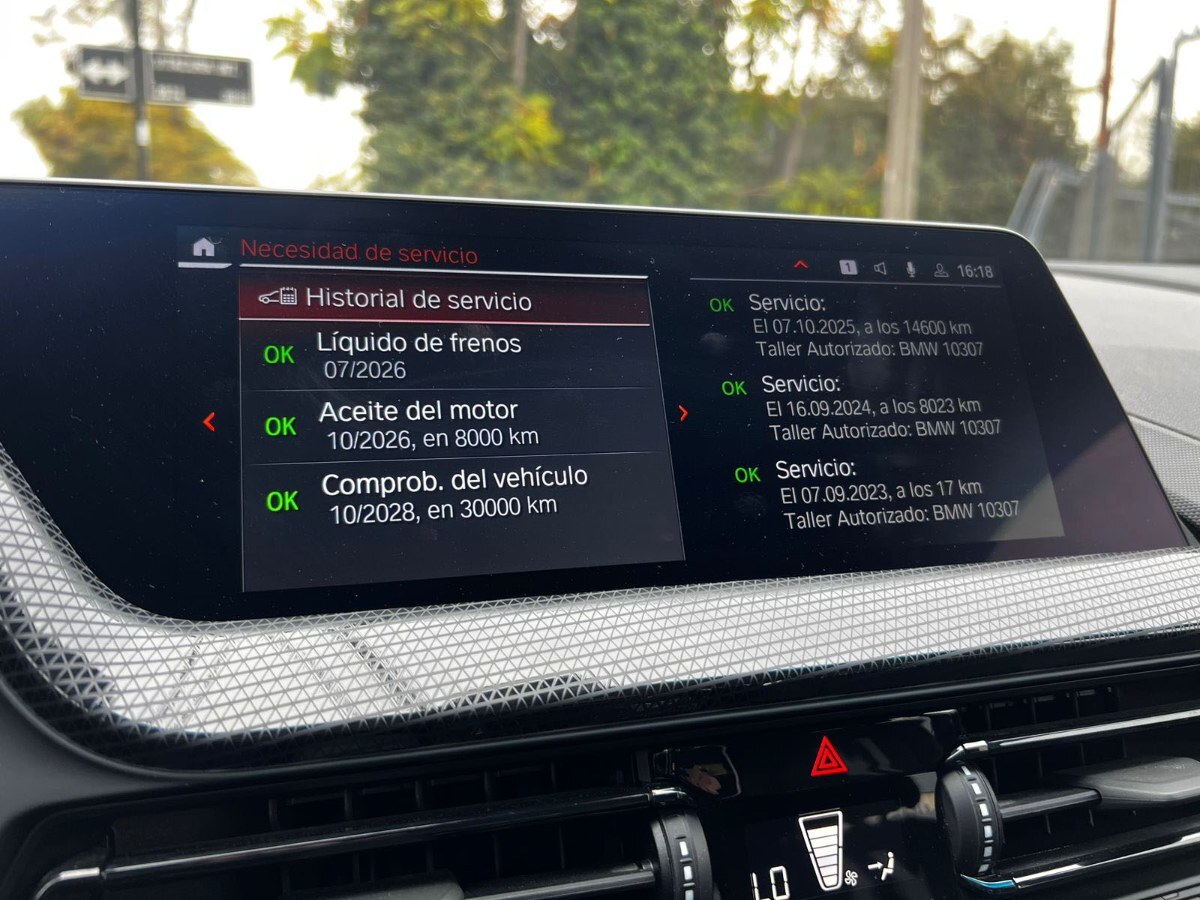 Necesidad de servicio
Historial de servicio
OK Líquido de frenos
07/2026
OK Aceite del motor
10/2026, en 8000 km
OK Comprob. del vehículo
10/2028, en 30000 km
1 16:18
OK Servicio:
El 07.10.2025, a los 14600 km
Taller Autorizado: BMW 10307
OK Servicio:
El 16.09.2024, a los 8023 km
Taller Autorizado: BMW 10307
OK Servicio:
El 07.09.2023, a los 17 km
Taller Autorizado: BMW 10307
LO